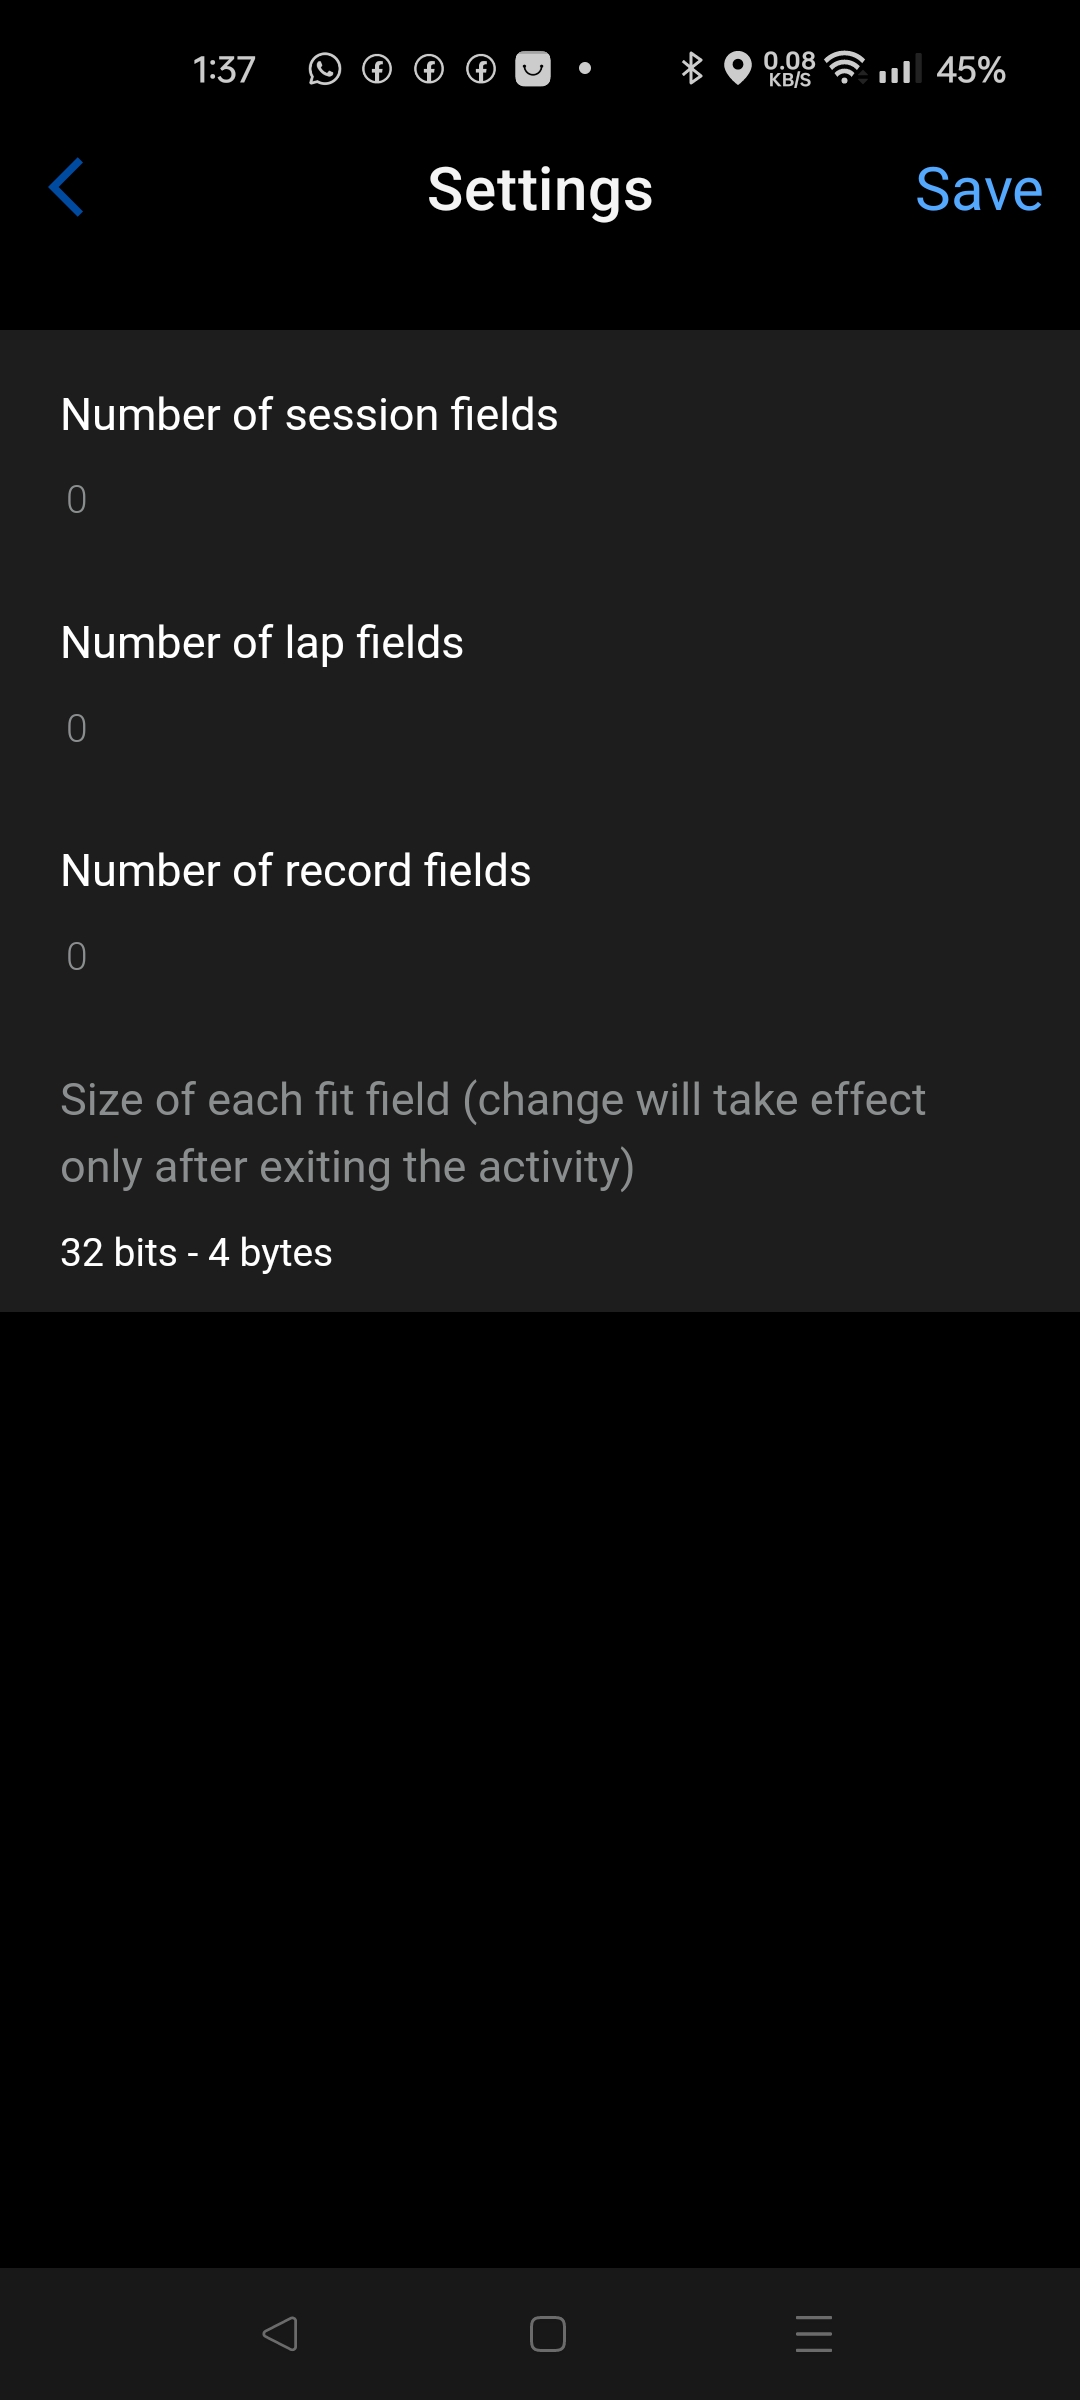 1:37
0.08
KB/S
45%
Settings
Save
Number of session fields
0
Number of lap fields
0
Number of record fields
0
Size of each fit field (change will take effect
only after exiting the activity)
32 bits - 4 bytes